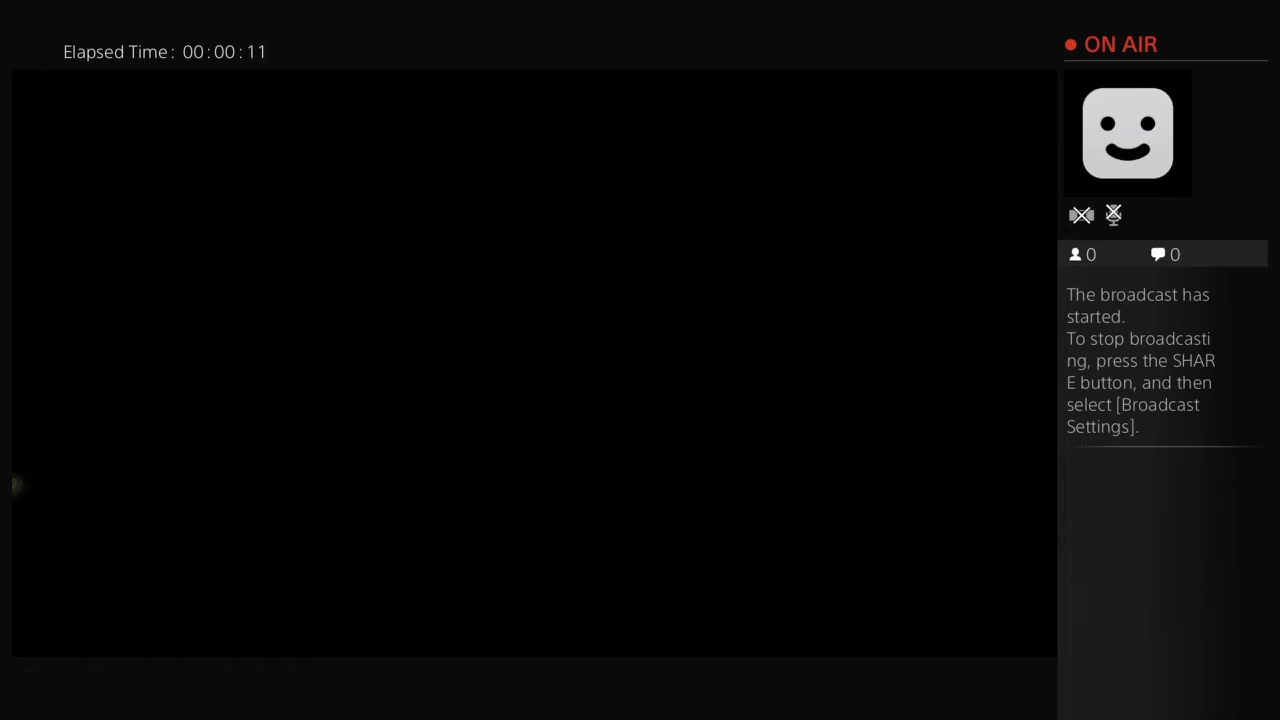 Elapsed Time: 00:00:11
ON AIR
0 0
The broadcast has
started.
To stop broadcasti
ng, press the SHAR
E button, and then
select [Broadcast
Settings].